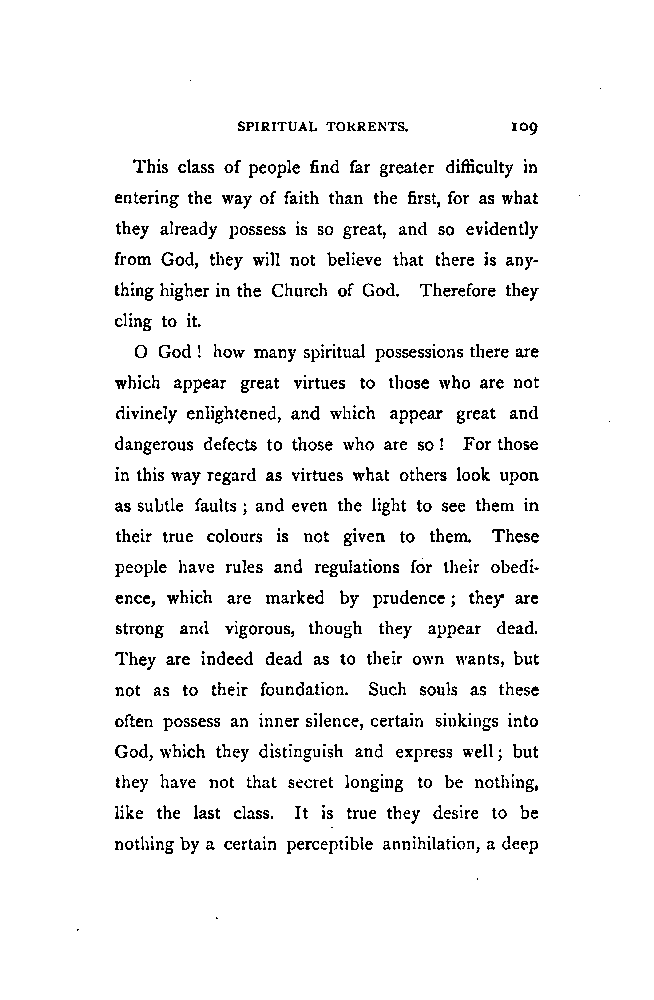 SPIRITUAL TORRENTS. 109
This class of people find far greater difficulty in
entering the way of faith than the first, for as what
they already possess is so great, and so evidently
from God, they will not believe that there is any-
thing higher in the Church of God. Therefore they
cling to it.
O God ! how many spiritual possessions there are
which appear great virtues to those who are not
divinely enlightened, and which appear great and
dangerous defects to those who are so ! For those
in this way regard as virtues what others look upon
as subtle faults ; and even the light to see them in
their true colours is not given to them. These
people have rules and regulations for their obedi-
ence, which are marked by prudence ; they are
strong and vigorous, though they appear dead.
They are indeed dead as to their own wants, but
not as to their foundation. Such souls as these
often possess an inner silence, certain sinkings into
God, which they distinguish and express well ; but
they have not that secret longing to be nothing,
like the last class. It is true they desire to be
nothing by a certain perceptible annihilation, a deep